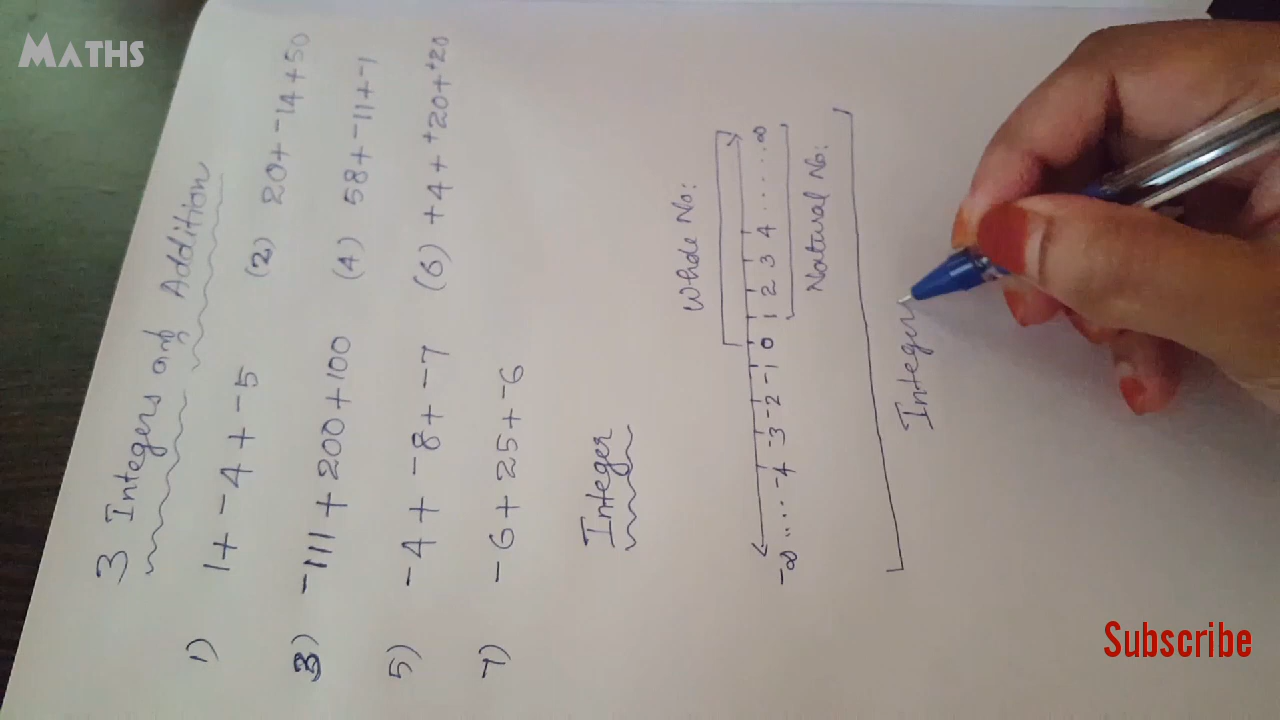 MATHS
3 Integers and Addition
1) 1 + -4 + -5 (2) 20 + -14 + 50
3) -111 + 200 + 100 (4) 58 + -11 + -1
5) -4 + -8 + -7 (6) +4 + +20 + +20
7) -6 + 25 + -6
Integer
Whole No:
-∞ .... -4 -3 -2 -1 0 1 2 3 4 ...... ∞
Natural No:
Integers
Subscribe